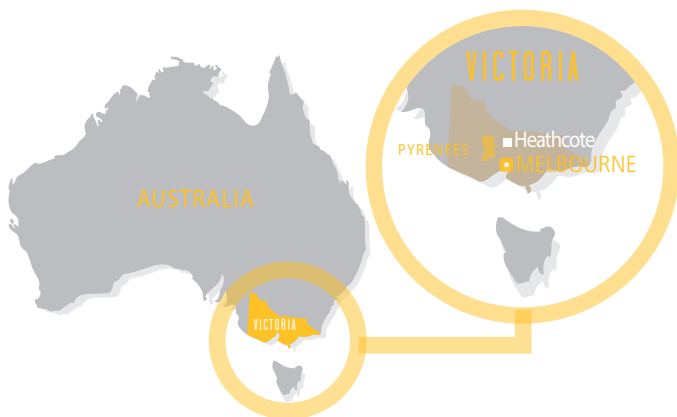 VICTORIA
Heathcote
PYRENEES
MELBOURNE
AUSTRALIA
VICTORIA